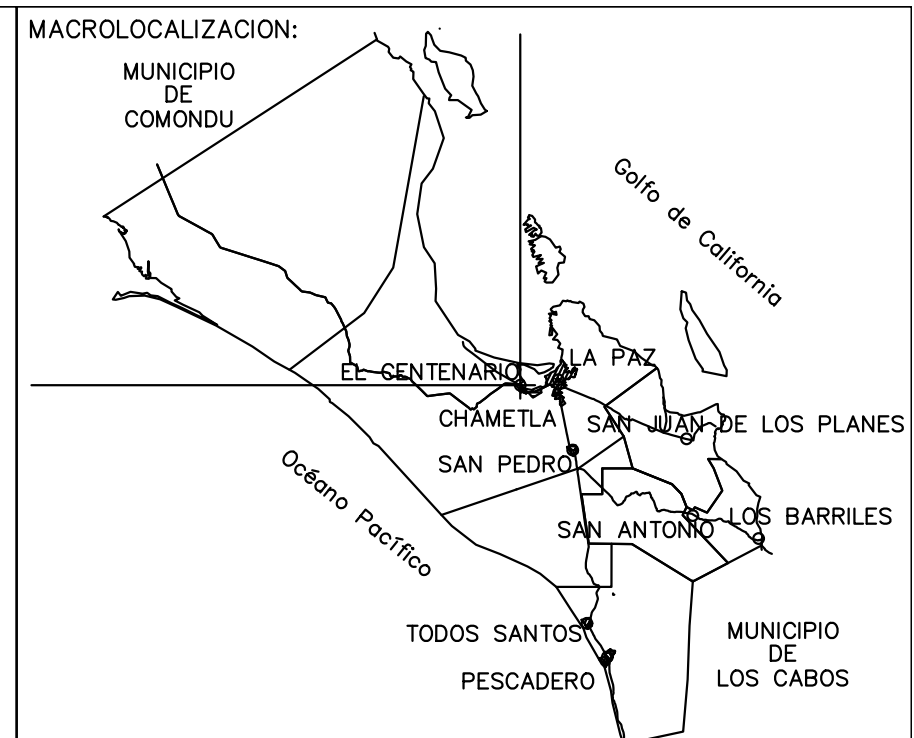 MACROLOCALIZACION:
MUNICIPIO
DE
COMONDU
Golfo de California
LA PAZ
EL CENTENARIO
CHAMETLA
SAN JUAN DE LOS PLANES
SAN PEDRO
Océano Pacífico
LOS BARRILES
SAN ANTONIO
TODOS SANTOS
MUNICIPIO
DE
LOS CABOS
PESCADERO